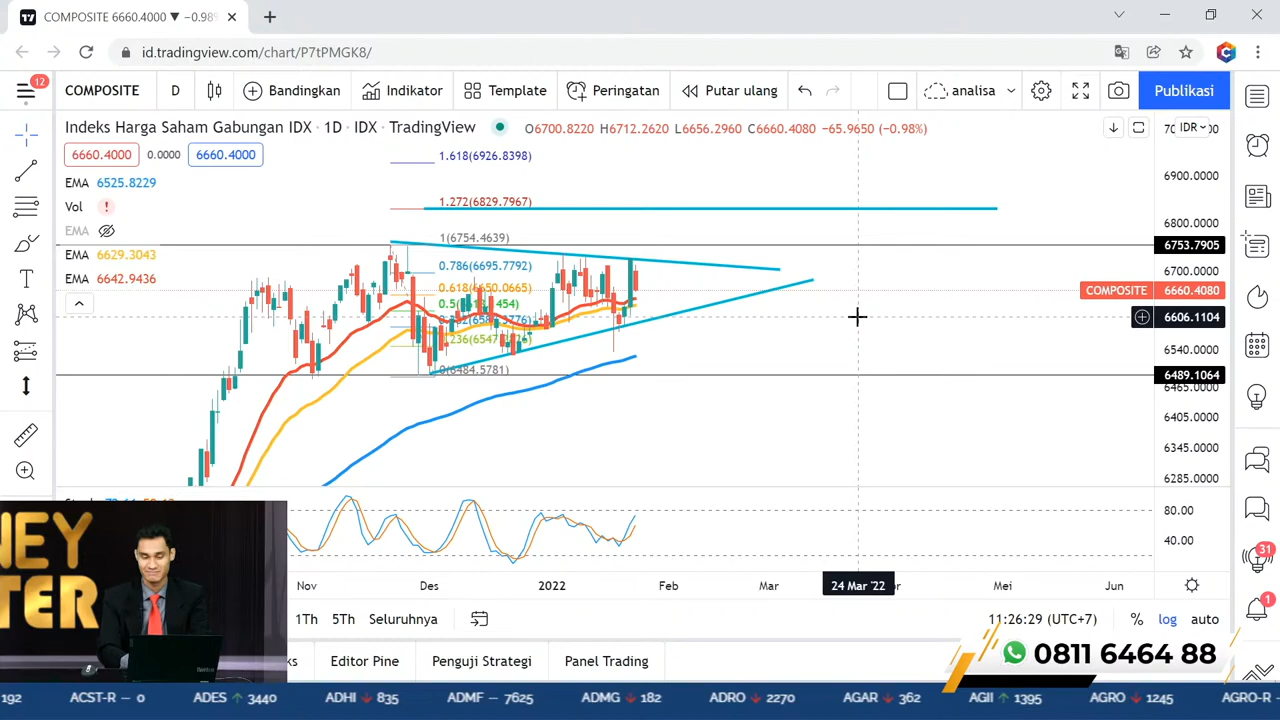 COMPOSITE 6660.4000 ▼ −0.98%
id.tradingview.com/chart/P7tPMGK8/
12
COMPOSITE
D
Bandingkan
Indikator
Template
Peringatan
Putar ulang
analisa
Publikasi
Indeks Harga Saham Gabungan IDX · 1D · IDX · TradingView
O6700.8220 H6712.2620 L6656.2960 C6660.4080 −65.9650 (−0.98%)
IDR
6660.4000
0.0000
6660.4000
EMA 6525.8229
Vol !
EMA
EMA 6629.3043
EMA 6642.9436
1.618(6926.8398)
1.272(6829.7967)
1(6754.4639)
0.786(6695.7792)
0.618(6650.0665)
0(6484.5781)
6900.0000
6800.0000
6753.7905
6700.0000
COMPOSITE 6660.4080
6606.1104
6540.0000
6489.1064
6465.0000
6405.0000
6345.0000
6285.0000
80.00
40.00
Nov
Des
2022
Feb
Mar
24 Mar '22
Mei
Jun
1Th
5Th
Seluruhnya
11:26:29 (UTC+7)
%
log
auto
Editor Pine
Penguji Strategi
Panel Trading
31
1
NEY
TER
0811 6464 88
192 ACST-R − 0 ADES ↑ 3440 ADHI ↓ 835 ADMF − 7625 ADMG ↓ 182 ADRO ↓ 2270 AGAR ↓ 362 AGII ↑ 1395 AGRO ↓ 1245 AGRO-R